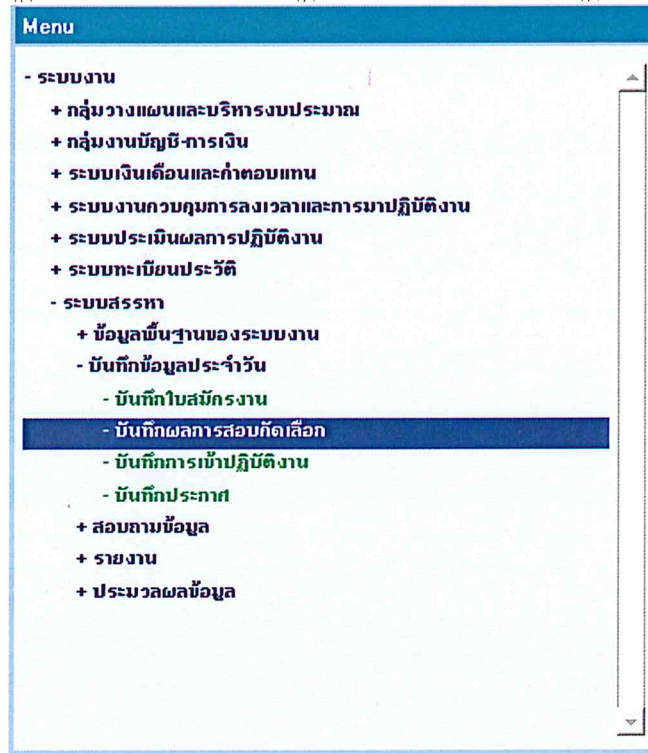 Menu
- ระบบงาน
+ กลุ่มวางแผนและบริหารงบประมาณ
+ กลุ่มงานบัญชี-การเงิน
+ ระบบเงินเดือนและค่าตอบแทน
+ ระบบงานควบคุมการลงเวลาและการมาปฏิบัติงาน
+ ระบบประเมินผลการปฏิบัติงาน
+ ระบบทะเบียนประวัติ
- ระบบสรรหา
+ ข้อมูลพื้นฐานของระบบงาน
- บันทึกข้อมูลประจำวัน
- บันทึกใบสมัครงาน
- บันทึกผลการสอบคัดเลือก
- บันทึกการเข้าปฏิบัติงาน
- บันทึกประกาศ
+ สอบถามข้อมูล
+ รายงาน
+ ประมวลผลข้อมูล